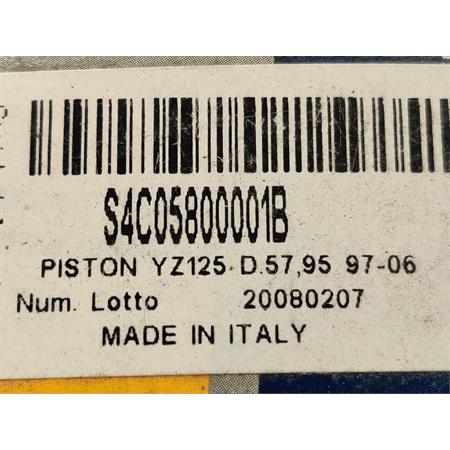 S4C05800001B
PISTON YZ125 D.57,95 97-06
Num. Lotto 20080207
MADE IN ITALY